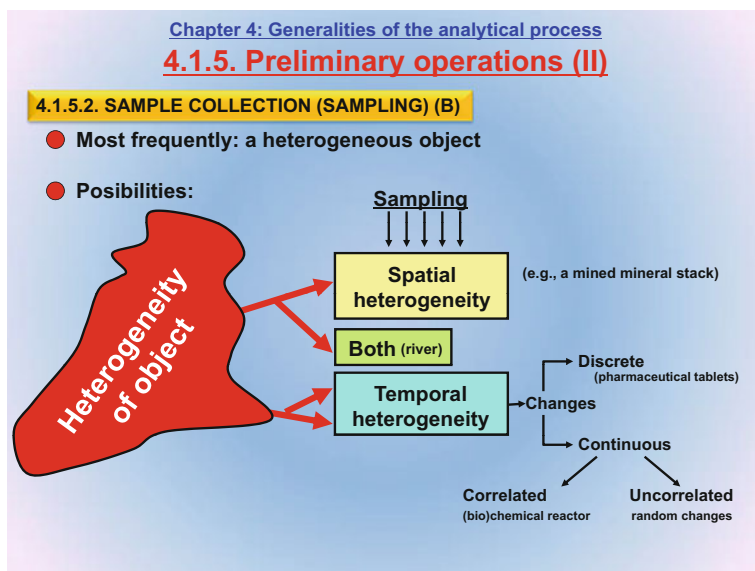 Chapter 4: Generalities of the analytical process
4.1.5. Preliminary operations (II)
4.1.5.2. SAMPLE COLLECTION (SAMPLING) (B)
Most frequently: a heterogeneous object
Posibilities:
Heterogeneity
of object
Sampling
Spatial
heterogeneity
(e.g., a mined mineral stack)
Both (river)
Temporal
heterogeneity
Changes
Discrete
(pharmaceutical tablets)
Continuous
Correlated
(bio)chemical reactor
Uncorrelated
random changes